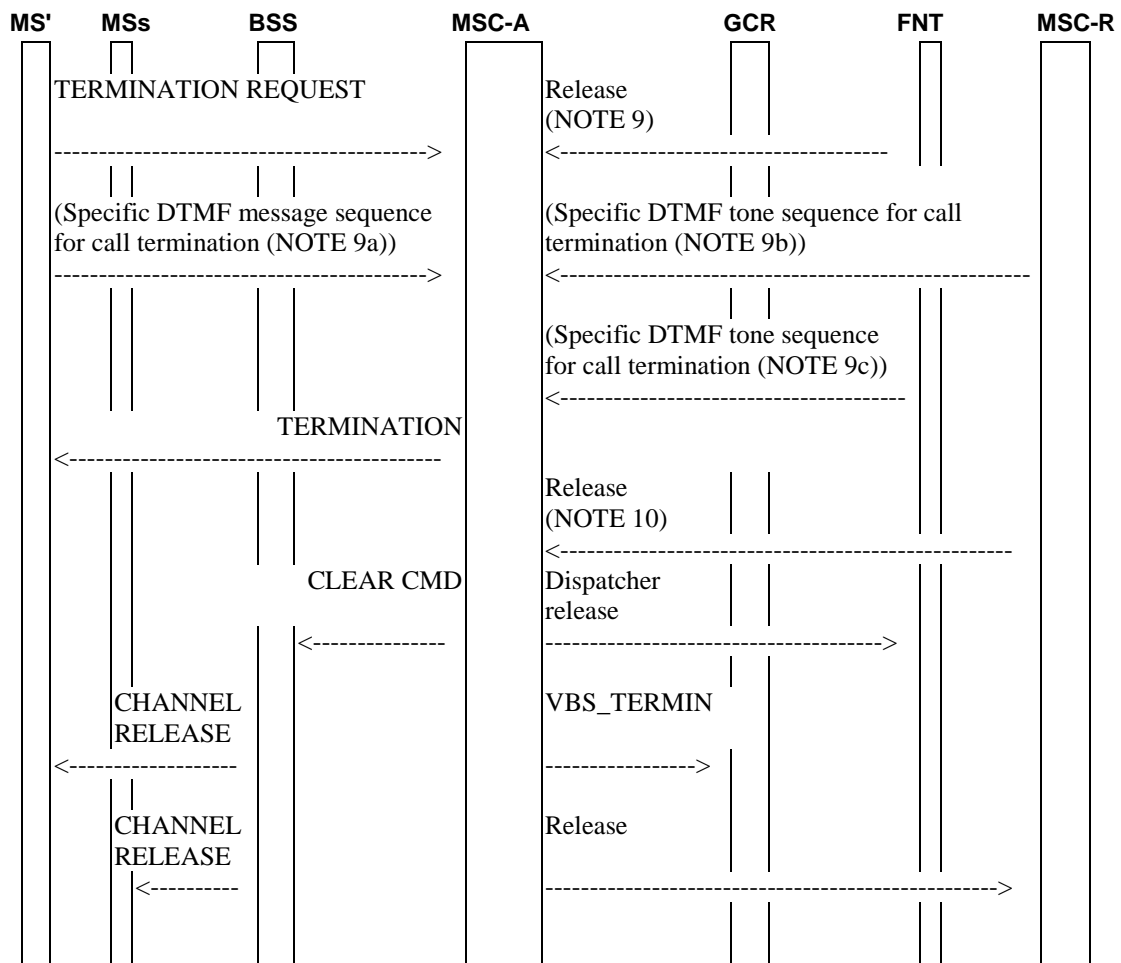 MS' MSs BSS MSC-A GCR FNT MSC-R
TERMINATION REQUEST
Release
(NOTE 9)
(Specific DTMF message sequence
for call termination (NOTE 9a))
(Specific DTMF tone sequence for call
termination (NOTE 9b))
(Specific DTMF tone sequence
for call termination (NOTE 9c))
TERMINATION
Release
(NOTE 10)
CLEAR CMD
Dispatcher
release
CHANNEL
RELEASE
VBS_TERMIN
CHANNEL
RELEASE
Release